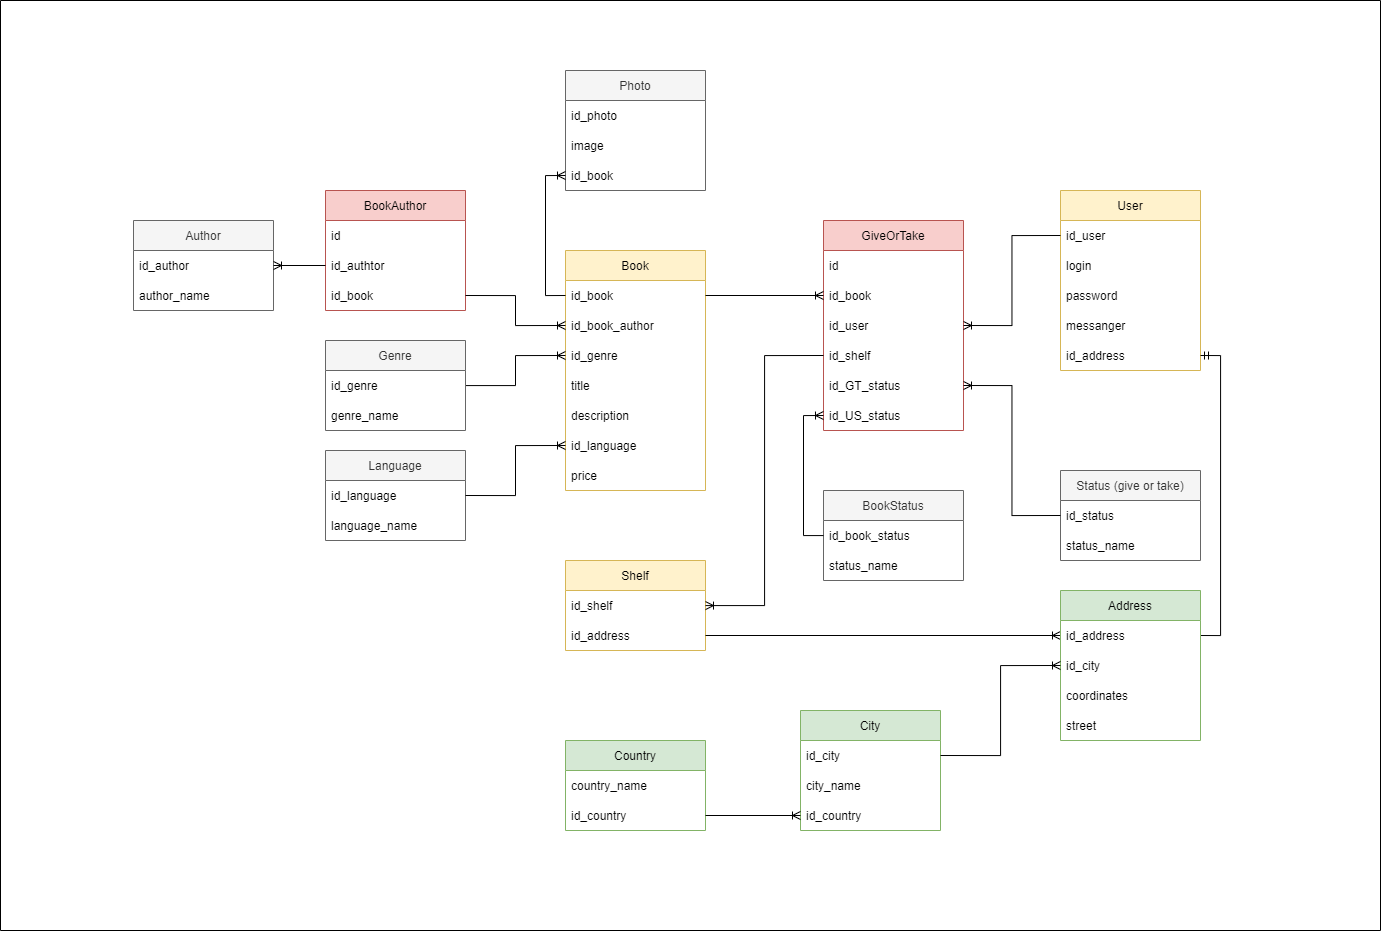 Photo
id_photo
image
id_book
BookAuthor
id
id_authtor
id_book
Author
id_author
author_name
Genre
id_genre
genre_name
Language
id_language
language_name
Book
id_book
id_book_author
id_genre
title
description
id_language
price
GiveOrTake
id
id_book
id_user
id_shelf
id_GT_status
id_US_status
User
id_user
login
password
messanger
id_address
BookStatus
id_book_status
status_name
Status (give or take)
id_status
status_name
Shelf
id_shelf
id_address
Address
id_address
id_city
coordinates
street
City
id_city
city_name
id_country
Country
country_name
id_country